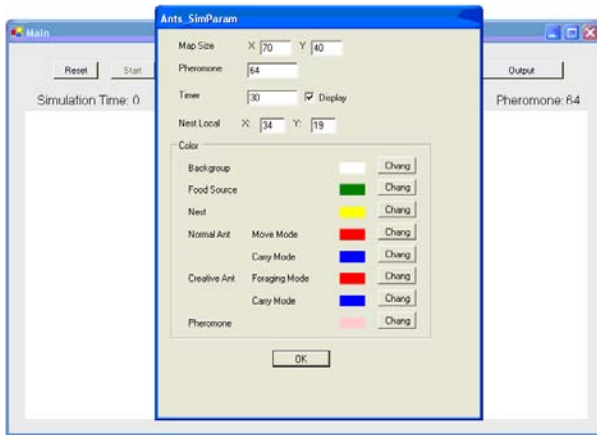 Main
Reset
Start
Output
Simulation Time: 0
Pheromone: 64
Ants_SimParam
Map Size X 70 Y 40
Pheromone 64
Timer 30 Display
Nest Local X: 34 Y: 19
Color
Backgroup Chang
Food Source Chang
Nest Chang
Normal Ant Move Mode Chang
Carry Mode Chang
Creative Ant Foraging Mode Chang
Carry Mode Chang
Pheromone Chang
OK